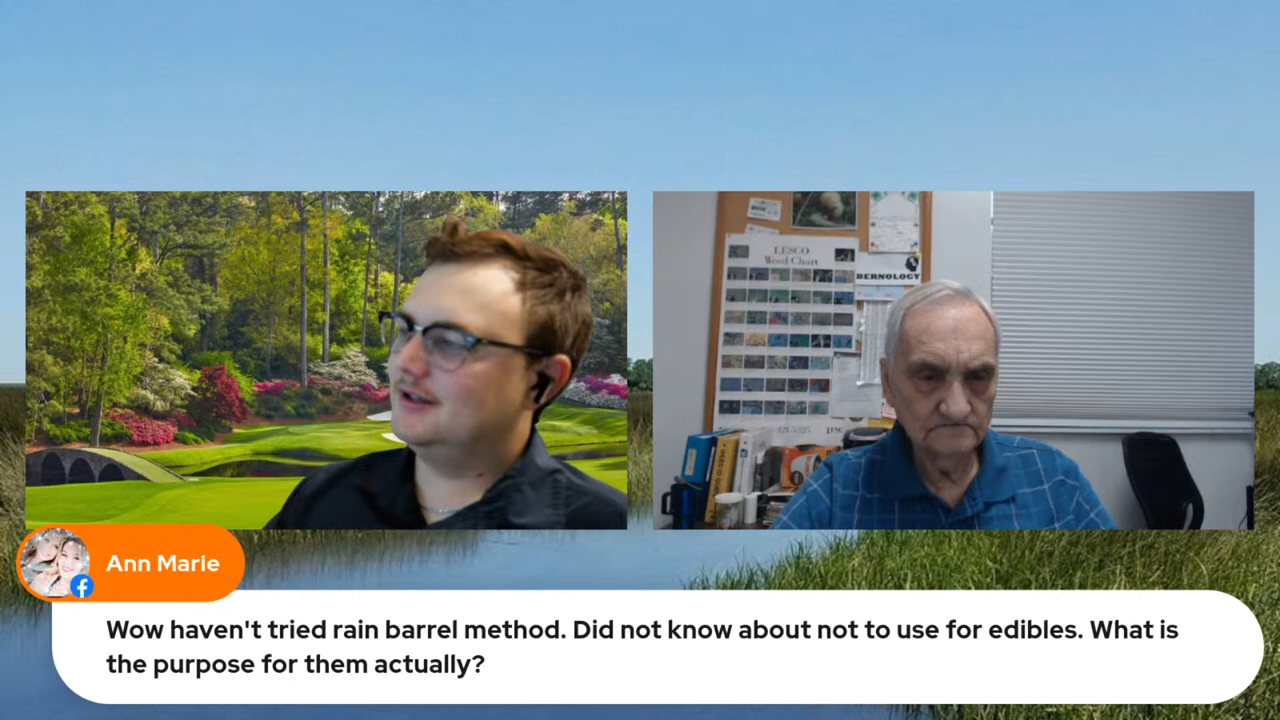 LESCO
Weed Chart
BERNOLOGY
Ann Marie
Wow haven't tried rain barrel method. Did not know about not to use for edibles. What is
the purpose for them actually?